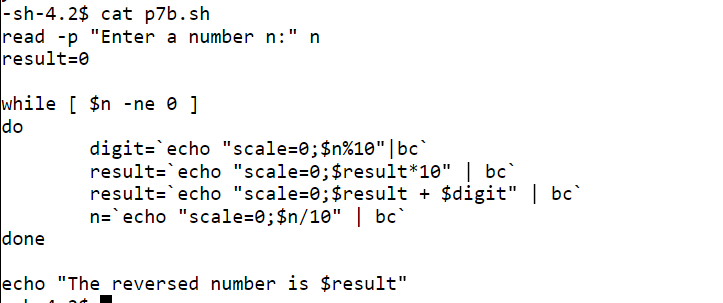 -sh-4.2$ cat p7b.sh
read -p "Enter a number n:" n
result=0
while [ $n -ne 0 ]
do
digit=`echo "scale=0;$n%10"|bc`
result=`echo "scale=0;$result*10" | bc`
result=`echo "scale=0;$result + $digit" | bc`
n=`echo "scale=0;$n/10" | bc`
done
echo "The reversed number is $result"
-sh-4.2$